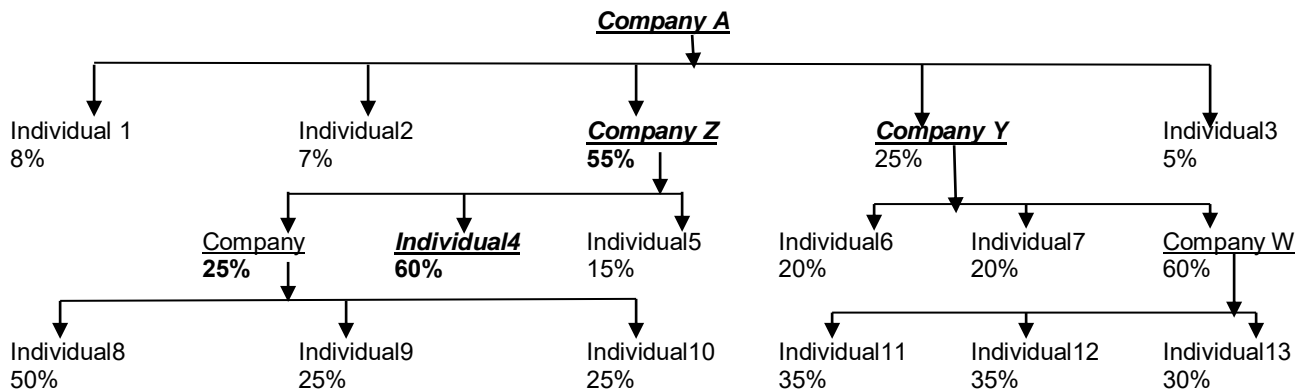 Company A
Individual 1 Individual2 Company Z Company Y Individual3
8% 7% 55% 25% 5%
Company Individual4 Individual5 Individual6 Individual7 Company W
25% 60% 15% 20% 20% 60%
Individual8 Individual9 Individual10 Individual11 Individual12 Individual13
50% 25% 25% 35% 35% 30%